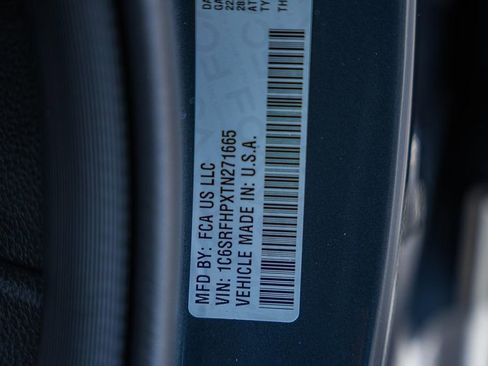 MFD BY: FCA US LLC
VIN: 1C6SRFHPXTN271665
VEHICLE MADE IN: U.S.A.